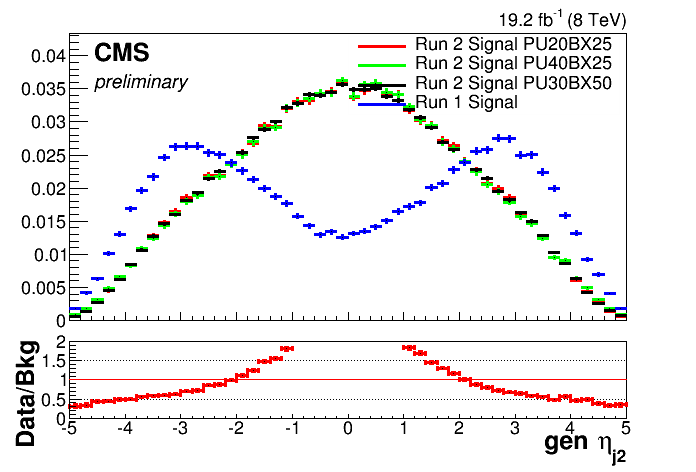 19.2 fb⁻¹ (8 TeV)
CMS
preliminary
Run 2 Signal PU20BX25
Run 2 Signal PU40BX25
Run 2 Signal PU30BX50
Run 1 Signal
0.04
0.035
0.03
0.025
0.02
0.015
0.01
0.005
0
Data/Bkg
2
1.5
1
0.5
0
-5 -4 -3 -2 -1 0 1 2 3 4 5
gen η_j2